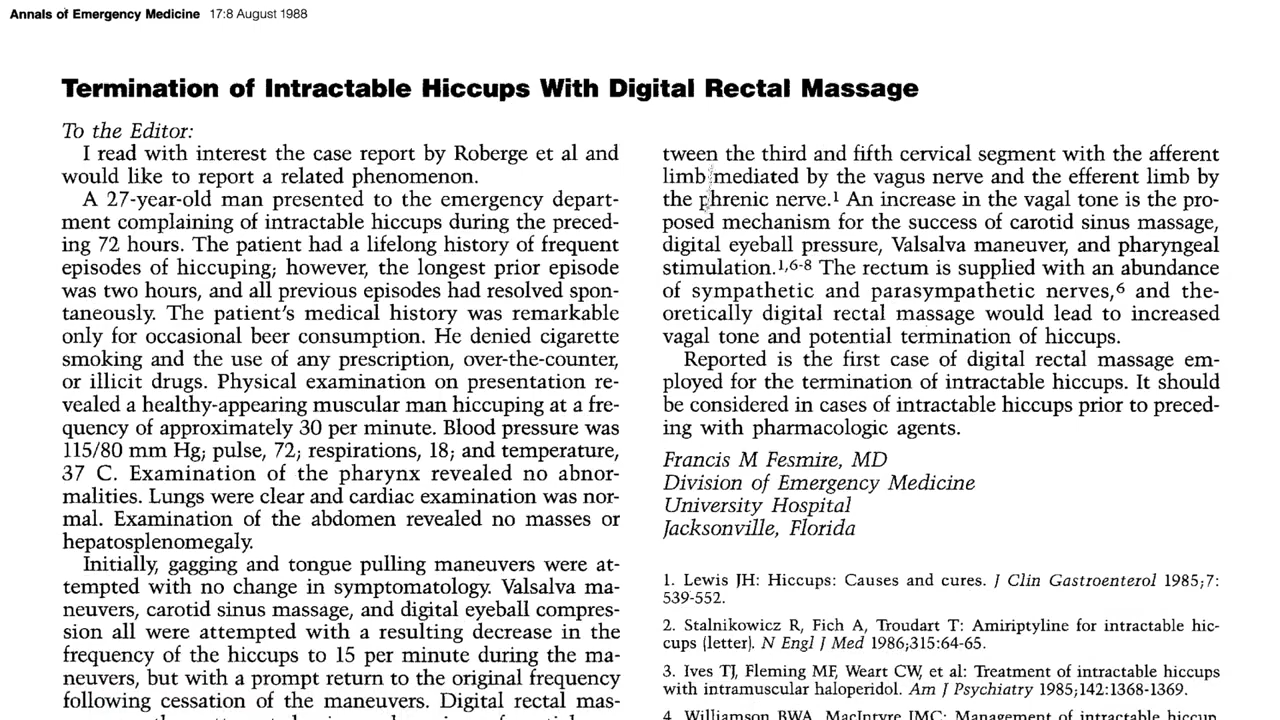 Annals of Emergency Medicine 17:8 August 1988
Termination of Intractable Hiccups With Digital Rectal Massage
To the Editor:
I read with interest the case report by Roberge et al and
would like to report a related phenomenon.
A 27-year-old man presented to the emergency depart-
ment complaining of intractable hiccups during the preced-
ing 72 hours. The patient had a lifelong history of frequent
episodes of hiccuping; however, the longest prior episode
was two hours, and all previous episodes had resolved spon-
taneously. The patient's medical history was remarkable
only for occasional beer consumption. He denied cigarette
smoking and the use of any prescription, over-the-counter,
or illicit drugs. Physical examination on presentation re-
vealed a healthy-appearing muscular man hiccuping at a fre-
quency of approximately 30 per minute. Blood pressure was
115/80 mm Hg; pulse, 72; respirations, 18; and temperature,
37 C. Examination of the pharynx revealed no abnor-
malities. Lungs were clear and cardiac examination was nor-
mal. Examination of the abdomen revealed no masses or
hepatosplenomegaly.
Initially, gagging and tongue pulling maneuvers were at-
tempted with no change in symptomatology. Valsalva ma-
neuvers, carotid sinus massage, and digital eyeball compres-
sion all were attempted with a resulting decrease in the
frequency of the hiccups to 15 per minute during the ma-
neuvers, but with a prompt return to the original frequency
following cessation of the maneuvers. Digital rectal mas-
tween the third and fifth cervical segment with the afferent
limb mediated by the vagus nerve and the efferent limb by
the phrenic nerve.1 An increase in the vagal tone is the pro-
posed mechanism for the success of carotid sinus massage,
digital eyeball pressure, Valsalva maneuver, and pharyngeal
stimulation.1,6-8 The rectum is supplied with an abundance
of sympathetic and parasympathetic nerves,6 and the-
oretically digital rectal massage would lead to increased
vagal tone and potential termination of hiccups.
Reported is the first case of digital rectal massage em-
ployed for the termination of intractable hiccups. It should
be considered in cases of intractable hiccups prior to preced-
ing with pharmacologic agents.
Francis M Fesmire, MD
Division of Emergency Medicine
University Hospital
Jacksonville, Florida
1. Lewis JH: Hiccups: Causes and cures. J Clin Gastroenterol 1985;7:
539-552.
2. Stalnikowicz R, Fich A, Troudart T: Amiriptyline for intractable hic-
cups (letter). N Engl J Med 1986;315:64-65.
3. Ives TJ, Fleming MF, Weart CW, et al: Treatment of intractable hiccups
with intramuscular haloperidol. Am J Psychiatry 1985;142:1368-1369.
4. Williamson BWA, MacIntyre IMC: Management of intractable hiccup.